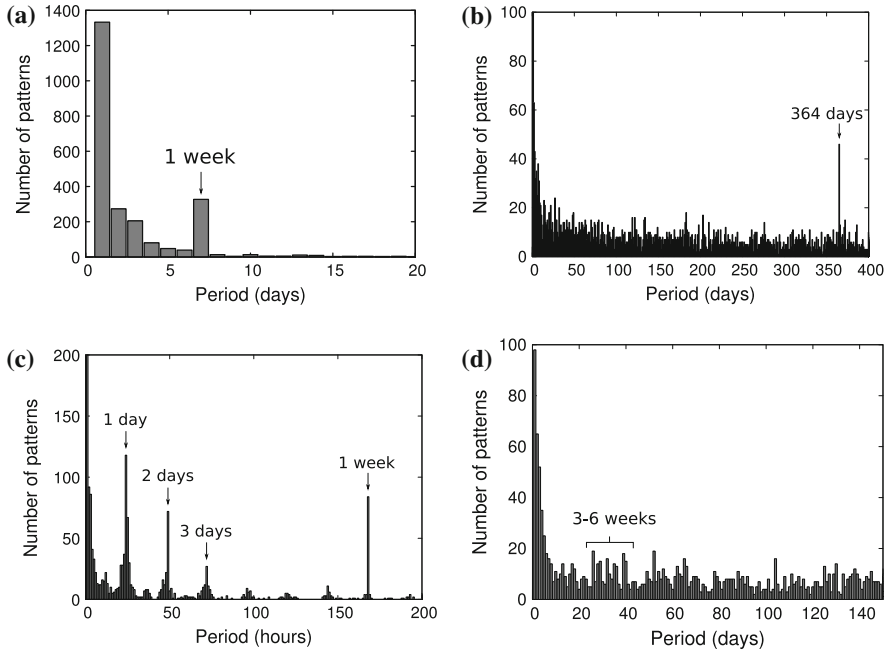 (a)
1400
1200
1000
800
600
400
200
0
Number of patterns
1 week
0 5 10 15 20
Period (days)
(b)
100
80
60
40
20
0
Number of patterns
364 days
0 50 100 150 200 250 300 350 400
Period (days)
(c)
200
150
100
50
0
Number of patterns
1 day
2 days
3 days
1 week
0 50 100 150 200
Period (hours)
(d)
100
80
60
40
20
0
Number of patterns
3-6 weeks
0 20 40 60 80 100 120 140
Period (days)